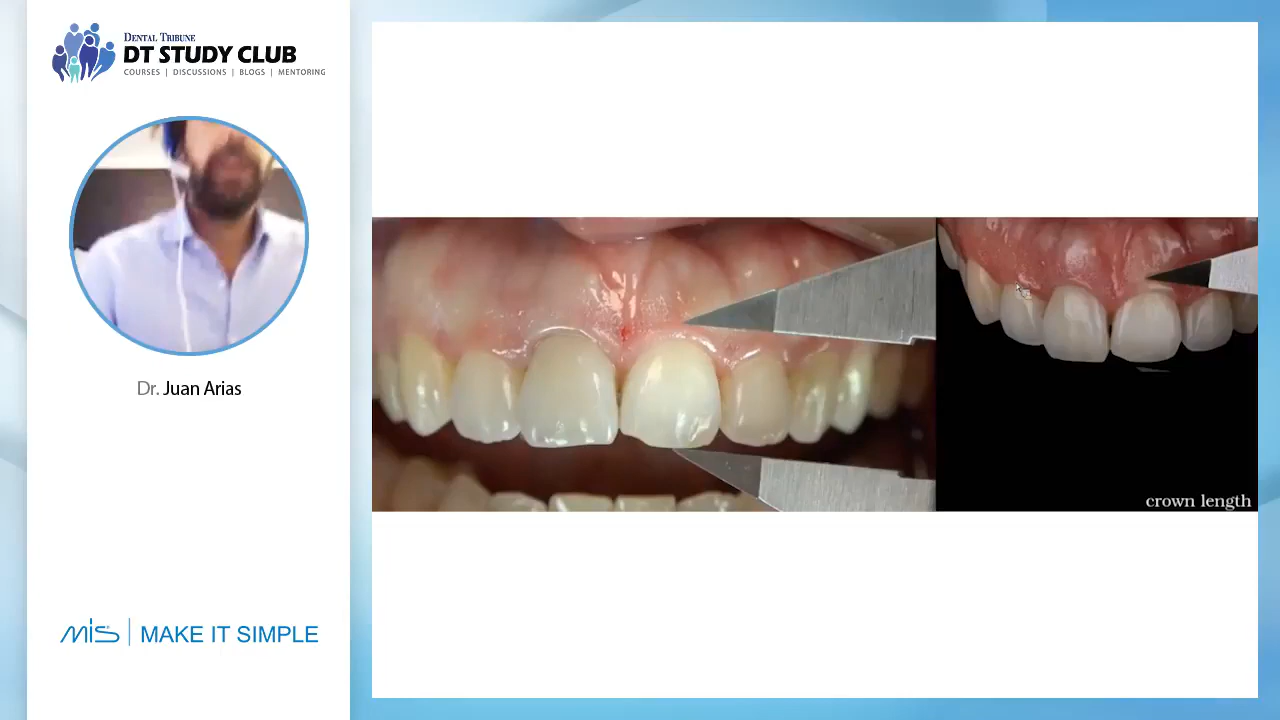 DENTAL TRIBUNE
DT STUDY CLUB
COURSES | DISCUSSIONS | BLOGS | MENTORING
Dr. Juan Arias
mis | MAKE IT SIMPLE
crown length